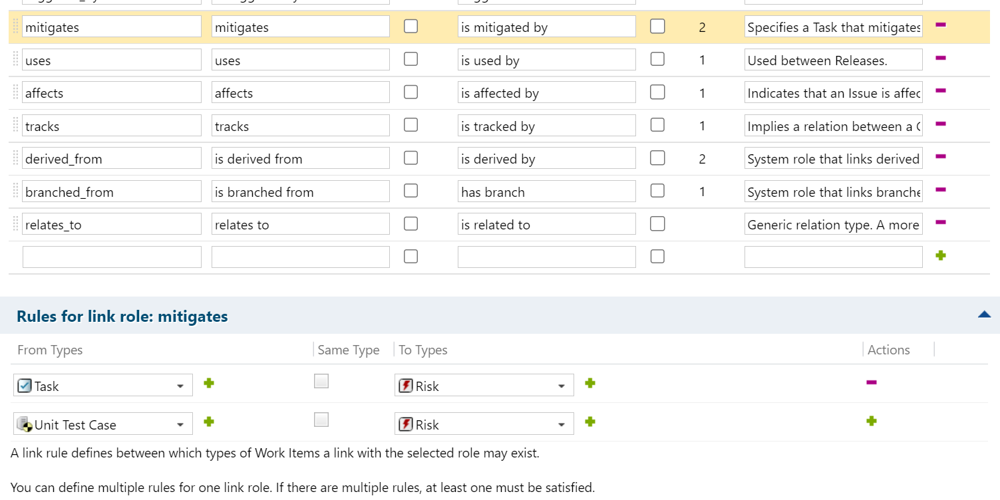 mitigates mitigates is mitigated by 2 Specifies a Task that mitigates
uses uses is used by 1 Used between Releases.
affects affects is affected by 1 Indicates that an Issue is affec
tracks tracks is tracked by 1 Implies a relation between a
derived_from is derived from is derived by 2 System role that links derived
branched_from is branched from has branch 1 System role that links branche
relates_to relates to is related to Generic relation type. A more
Rules for link role: mitigates
From Types Same Type To Types Actions
Task Risk
Unit Test Case Risk
A link rule defines between which types of Work Items a link with the selected role may exist.
You can define multiple rules for one link role. If there are multiple rules, at least one must be satisfied.